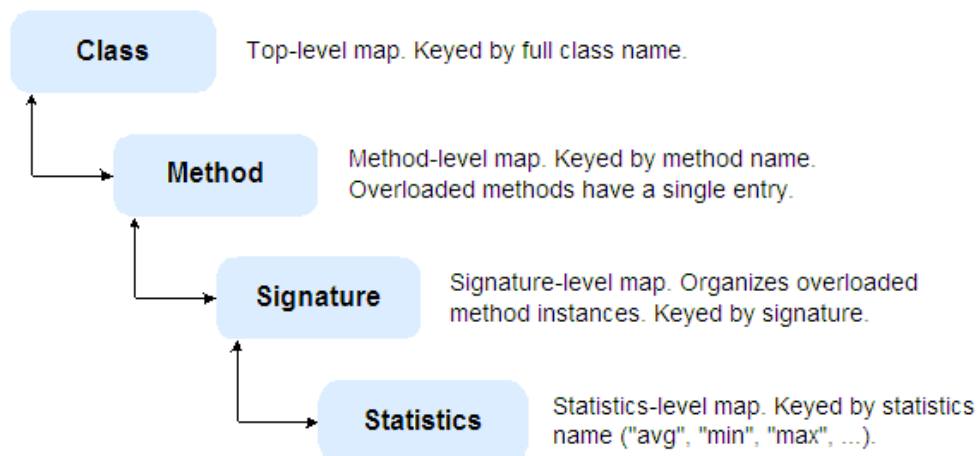 Class
Top-level map. Keyed by full class name.
Method
Method-level map. Keyed by method name.
Overloaded methods have a single entry.
Signature
Signature-level map. Organizes overloaded
method instances. Keyed by signature.
Statistics
Statistics-level map. Keyed by statistics
name ("avg", "min", "max", ...).